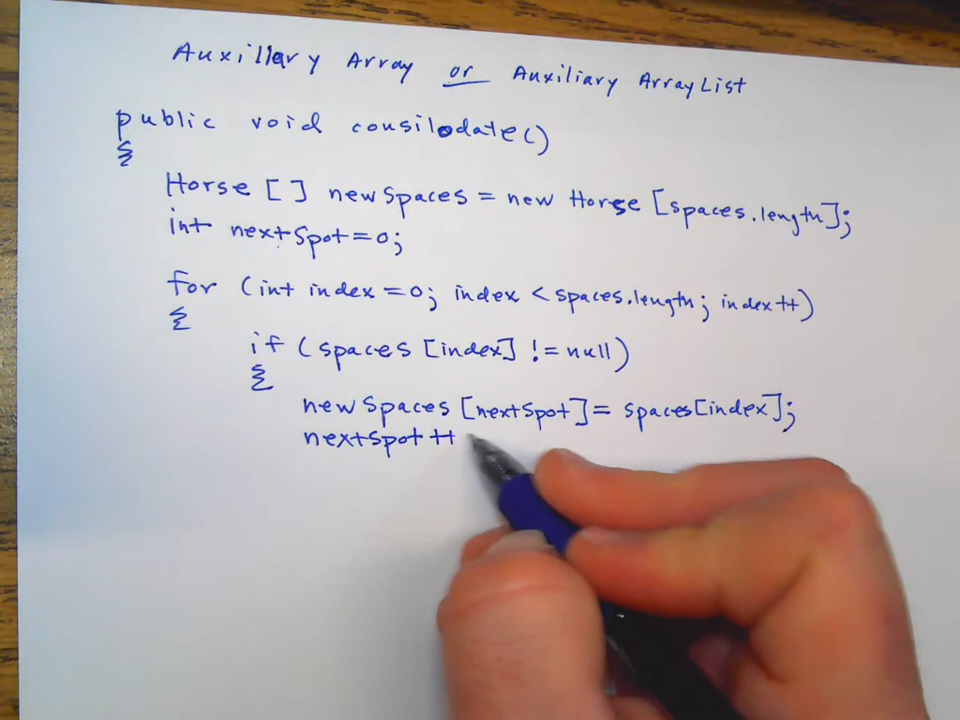 Auxillary Array or Auxiliary ArrayList
public void consilodate()
{
Horse [ ] newSpaces = new Horse [spaces.length];
int nextSpot=0;
for (int index=0; index < spaces.length; index++)
{
if (spaces [index] != null)
{
newSpaces [nextSpot] = spaces[index];
nextSpot ++